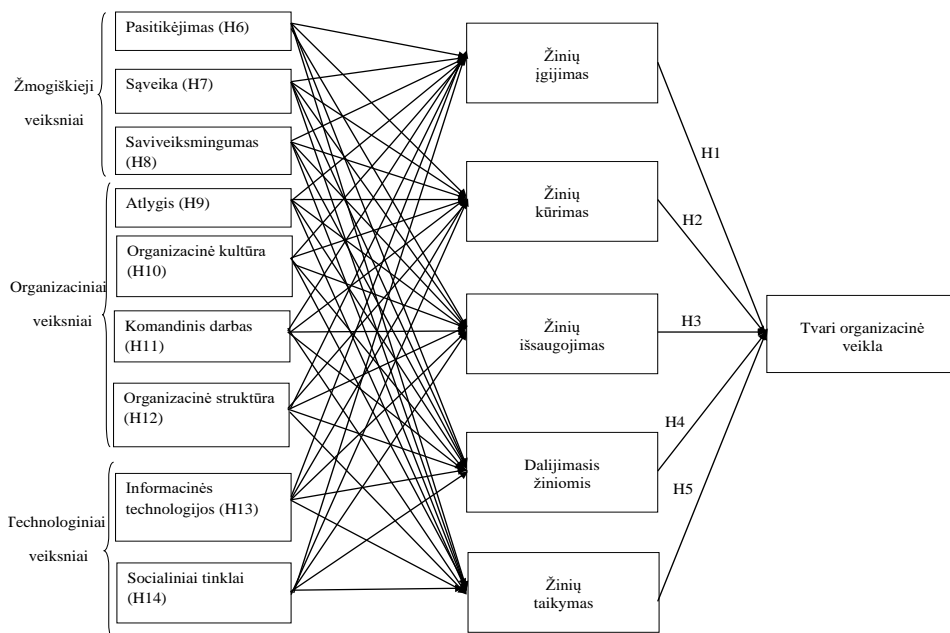 Žmogiškieji
veiksniai
Pasitikėjimas (H6)
Sąveika (H7)
Saviveiksmingumas
(H8)
Organizaciniai
veiksniai
Atlygis (H9)
Organizacinė kultūra
(H10)
Komandinis darbas
(H11)
Organizacinė struktūra
(H12)
Technologiniai
veiksniai
Informacinės
technologijos (H13)
Socialiniai tinklai
(H14)
Žinių
įgijimas
Žinių
kūrimas
Žinių
išsaugojimas
Dalijimasis
žiniomis
Žinių
taikymas
H1
H2
H3
H4
H5
Tvari organizacinė
veikla